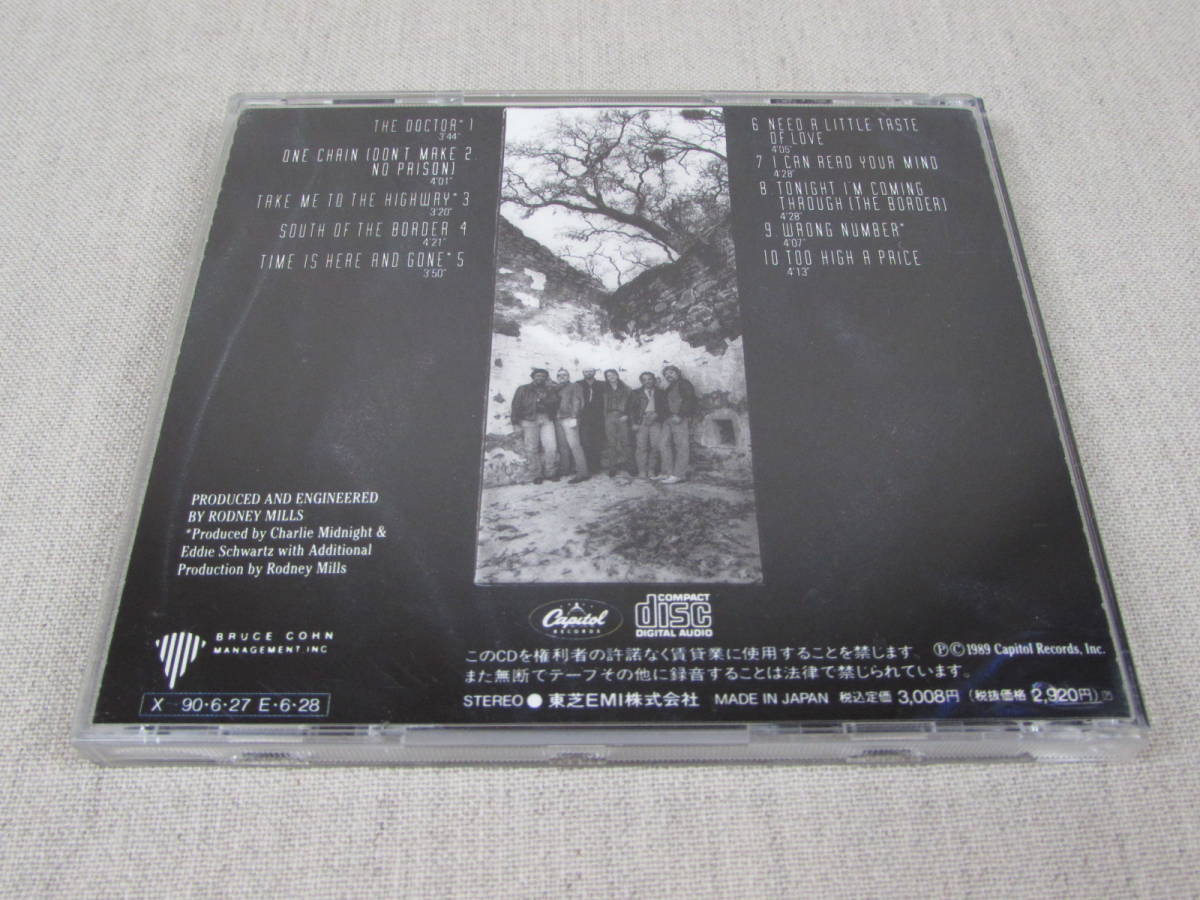 THE DOCTOR* 1
3'44"
ONE CHAIN (DON'T MAKE 2.
NO PRISON)
4'01"
TAKE ME TO THE HIGHWAY* 3
3'20"
SOUTH OF THE BORDER 4
4'21"
TIME IS HERE AND GONE* 5
3'50"
6 NEED A LITTLE TASTE
OF LOVE
4'05"
7 I CAN READ YOUR MIND
4'28"
8. TONIGHT I'M COMING
THROUGH (THE BORDER)
4'28"
9. WRONG NUMBER*
4'07"
10 TOO HIGH A PRICE
4'13"
PRODUCED AND ENGINEERED
BY RODNEY MILLS
*Produced by Charlie Midnight &
Eddie Schwartz with Additional
Production by Rodney Mills
BRUCE COHN
MANAGEMENT, INC
X 90・6・27 E・6・28
Capitol
RECORDS
COMPACT
disc
DIGITAL AUDIO
このCDを権利者の許諾なく賃貸業に使用することを禁じます。
また無断でテープその他に録音することは法律で禁じられています。
ⓅⒸ 1989 Capitol Records, Inc.
STEREO ● 東芝EMI株式会社 MADE IN JAPAN 税込定価 3,008円 (税抜価格 2,920円)